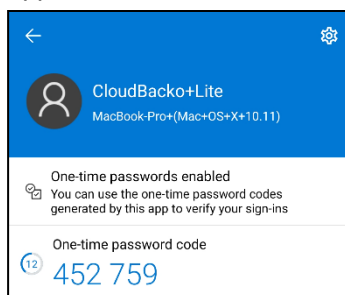 CloudBacko+Lite
MacBook-Pro+(Mac+OS+X+10.11)
One-time passwords enabled
You can use the one-time password codes
generated by this app to verify your sign-ins
One-time password code
12
452 759